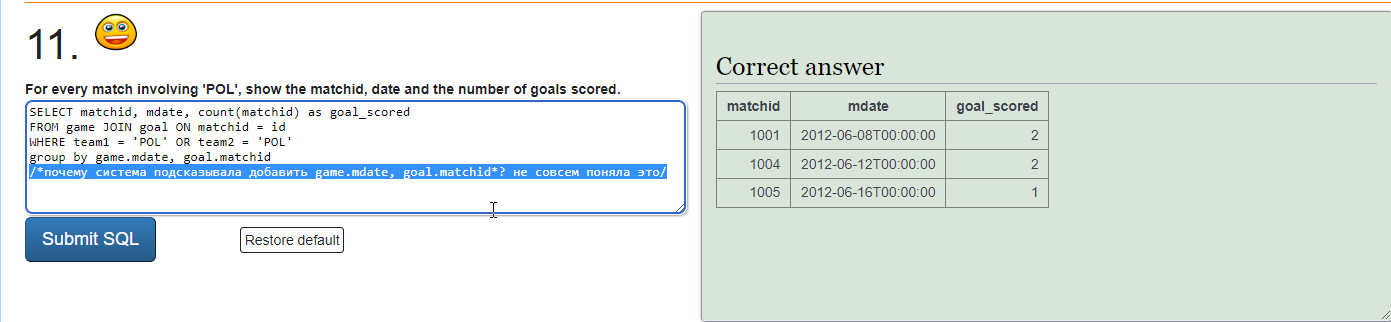 11.
For every match involving 'POL', show the matchid, date and the number of goals scored.
SELECT matchid, mdate, count(matchid) as goal_scored
FROM game JOIN goal ON matchid = id
WHERE team1 = 'POL' OR team2 = 'POL'
group by game.mdate, goal.matchid
/*почему система подсказывала добавить game.mdate, goal.matchid*? не совсем поняла это/
Submit SQL
Restore default
Correct answer
matchid mdate goal_scored
1001 2012-06-08T00:00:00 2
1004 2012-06-12T00:00:00 2
1005 2012-06-16T00:00:00 1